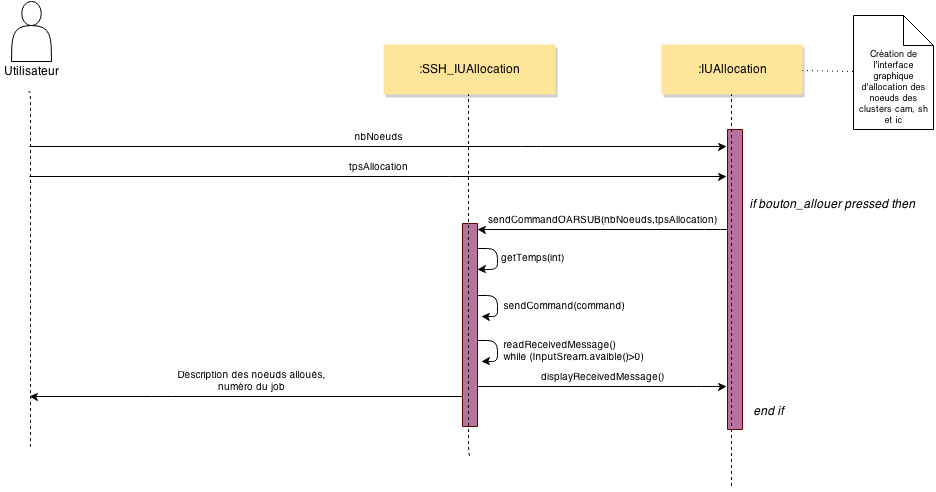 Utilisateur
:SSH_IUAllocation
:IUAllocation
Création de
l'interface
graphique
d'allocation des
noeuds des
clusters cam, sh
et ic
nbNoeuds
tpsAllocation
if bouton_allouer pressed then
sendCommandOARSUB(nbNoeuds,tpsAllocation)
getTemps(int)
sendCommand(command)
readReceivedMessage()
while (InputSream.avaible()>0)
displayReceivedMessage()
Description des noeuds alloués,
numéro du job
end if